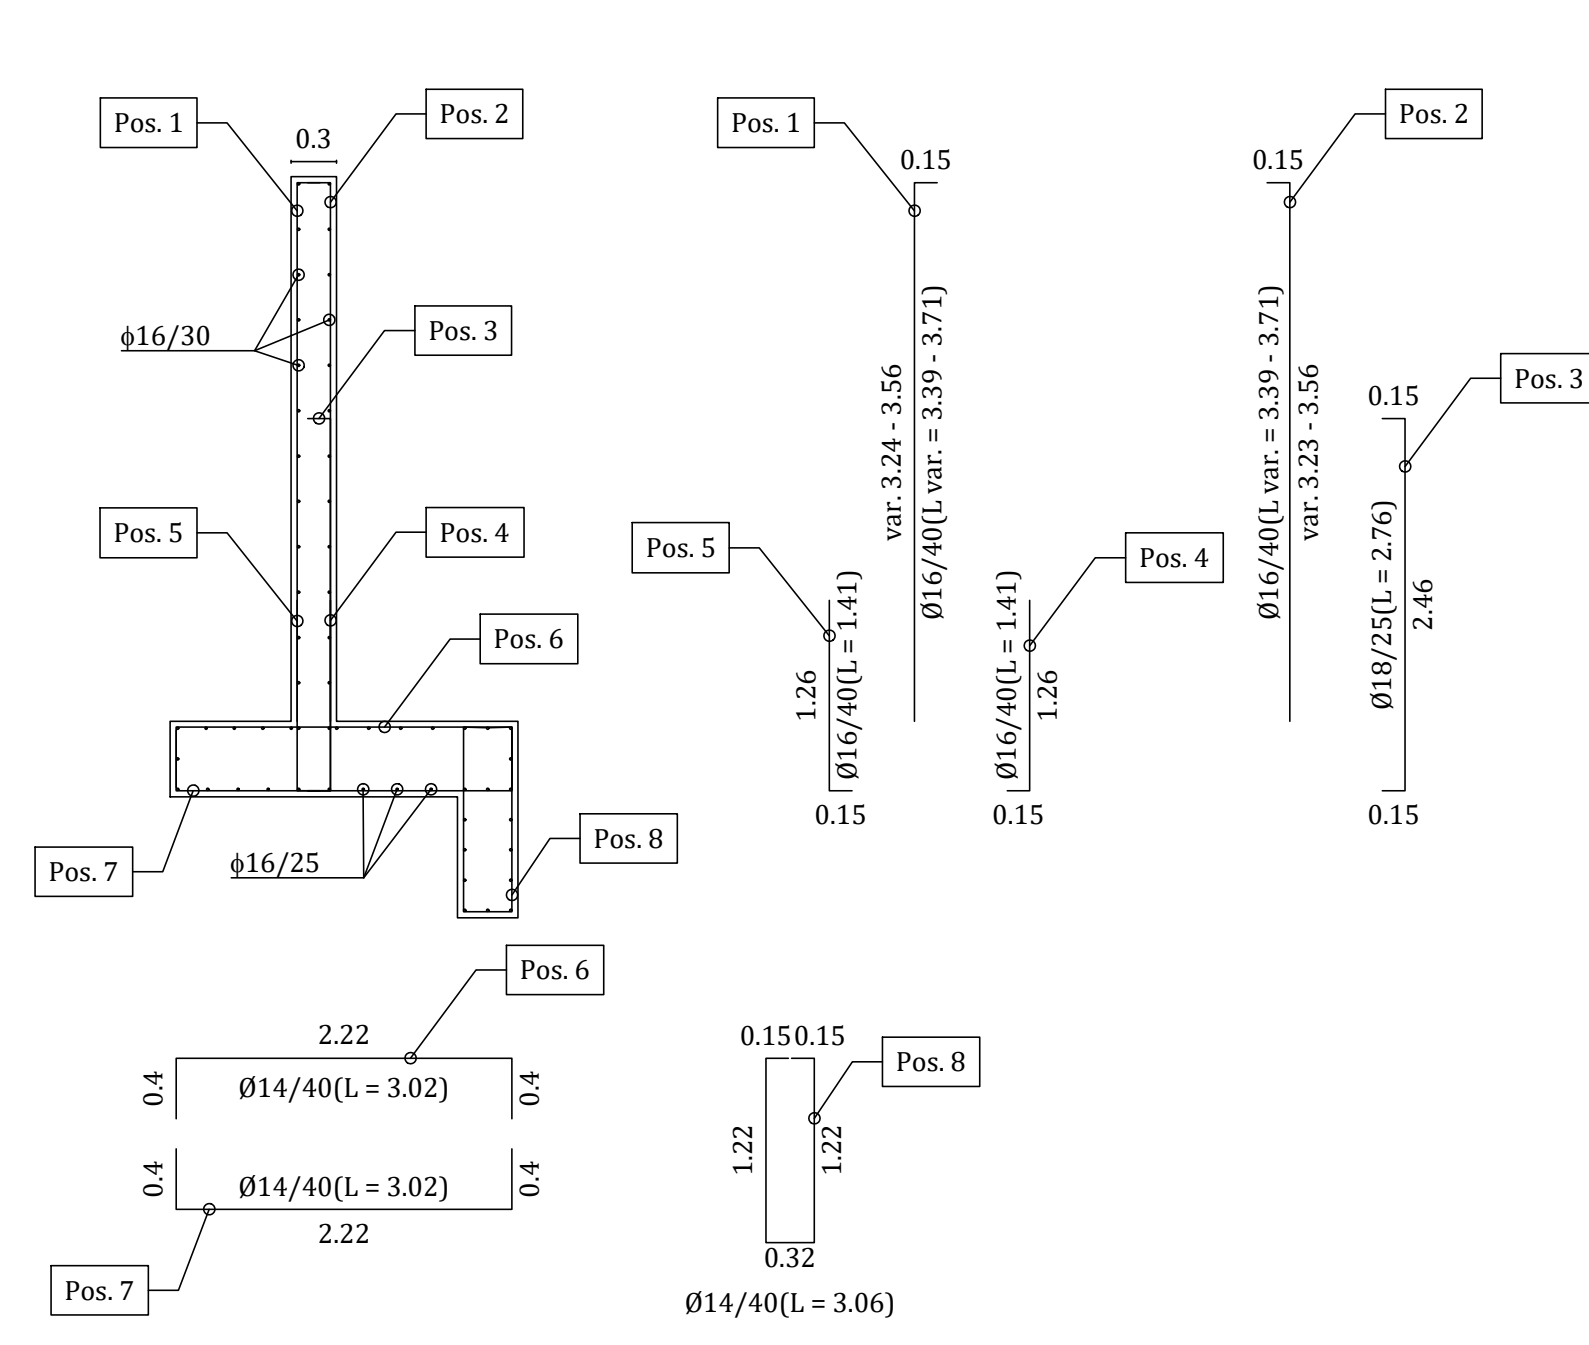 Pos. 1
Pos. 2
0.3
ϕ16/30
Pos. 3
Pos. 5
Pos. 4
Pos. 6
Pos. 7
ϕ16/25
Pos. 8
Pos. 1
0.15
var. 3.24 - 3.56
Ø16/40(L var. = 3.39 - 3.71)
Pos. 2
0.15
Ø16/40(L var. = 3.39 - 3.71)
var. 3.23 - 3.56
Pos. 3
0.15
Ø18/25(L = 2.76)
2.46
0.15
Pos. 5
1.26
Ø16/40(L = 1.41)
0.15
Pos. 4
Ø16/40(L = 1.41)
1.26
0.15
Pos. 6
2.22
0.4
Ø14/40(L = 3.02)
0.4
0.4
Ø14/40(L = 3.02)
0.4
2.22
Pos. 7
0.15 0.15
Pos. 8
1.22
1.22
0.32
Ø14/40(L = 3.06)